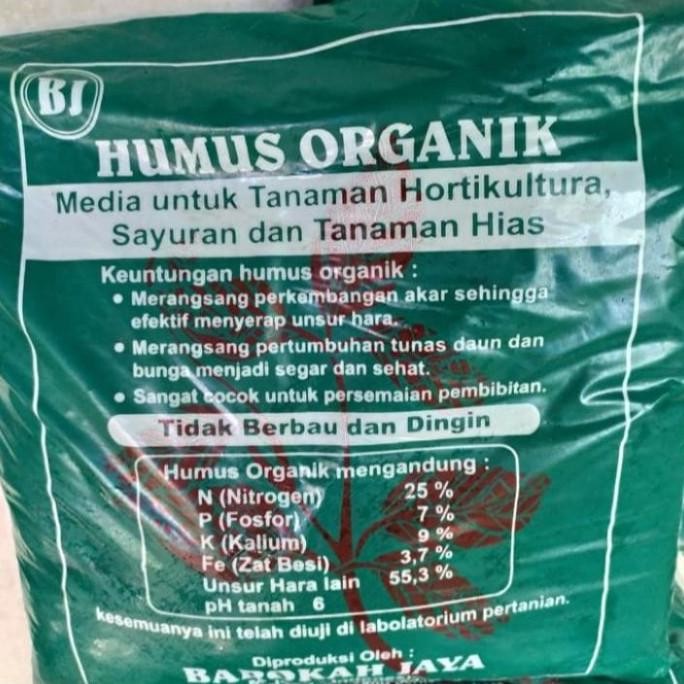 BJ
HUMUS ORGANIK
Media untuk Tanaman Hortikultura,
Sayuran dan Tanaman Hias
Keuntungan humus organik :
• Merangsang perkembangan akar sehingga
efektif menyerap unsur hara.
• Merangsang pertumbuhan tunas daun dan
bunga menjadi segar dan sehat.
• Sangat cocok untuk persemaian pembibitan.
Tidak Berbau dan Dingin
Humus Organik mengandung :
N (Nitrogen) 25 %
P (Fosfor) 7 %
K (Kalium) 9 %
Fe (Zat Besi) 3,7 %
Unsur Hara lain 55,3 %
pH tanah 6
kesemuanya ini telah diuji di labolatorium pertanian.
Diproduksi Oleh :
BAROKAH JAYA